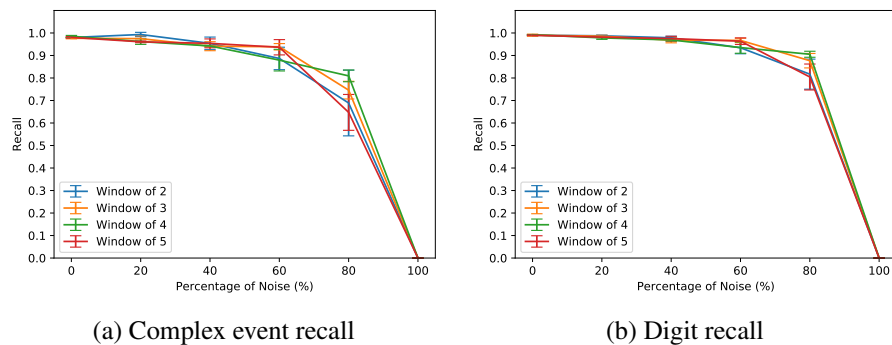 1.0
0.9
0.8
0.7
0.6
0.5
0.4
0.3
0.2
0.1
0.0
Recall
Window of 2
Window of 3
Window of 4
Window of 5
0 20 40 60 80 100
Percentage of Noise (%)
(a) Complex event recall
1.0
0.9
0.8
0.7
0.6
0.5
0.4
0.3
0.2
0.1
0.0
Recall
Window of 2
Window of 3
Window of 4
Window of 5
0 20 40 60 80 100
Percentage of Noise (%)
(b) Digit recall